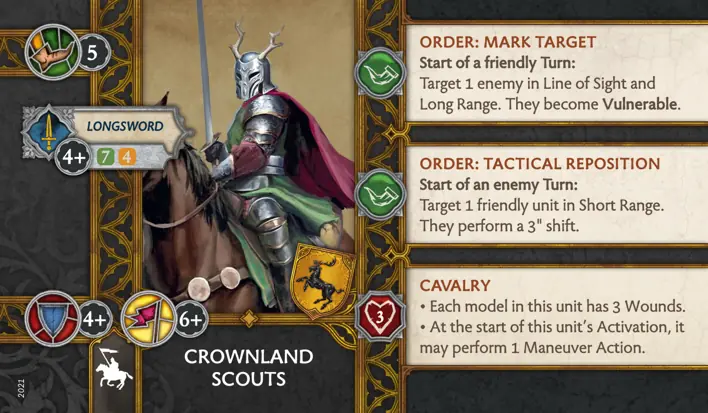 5
LONGSWORD
4+ 7 4
4+ 6+
CROWNLAND
SCOUTS
2021
ORDER: MARK TARGET
Start of a friendly Turn:
Target 1 enemy in Line of Sight and
Long Range. They become Vulnerable.
ORDER: TACTICAL REPOSITION
Start of an enemy Turn:
Target 1 friendly unit in Short Range.
They perform a 3" shift.
3
CAVALRY
• Each model in this unit has 3 Wounds.
• At the start of this unit's Activation, it
may perform 1 Maneuver Action.